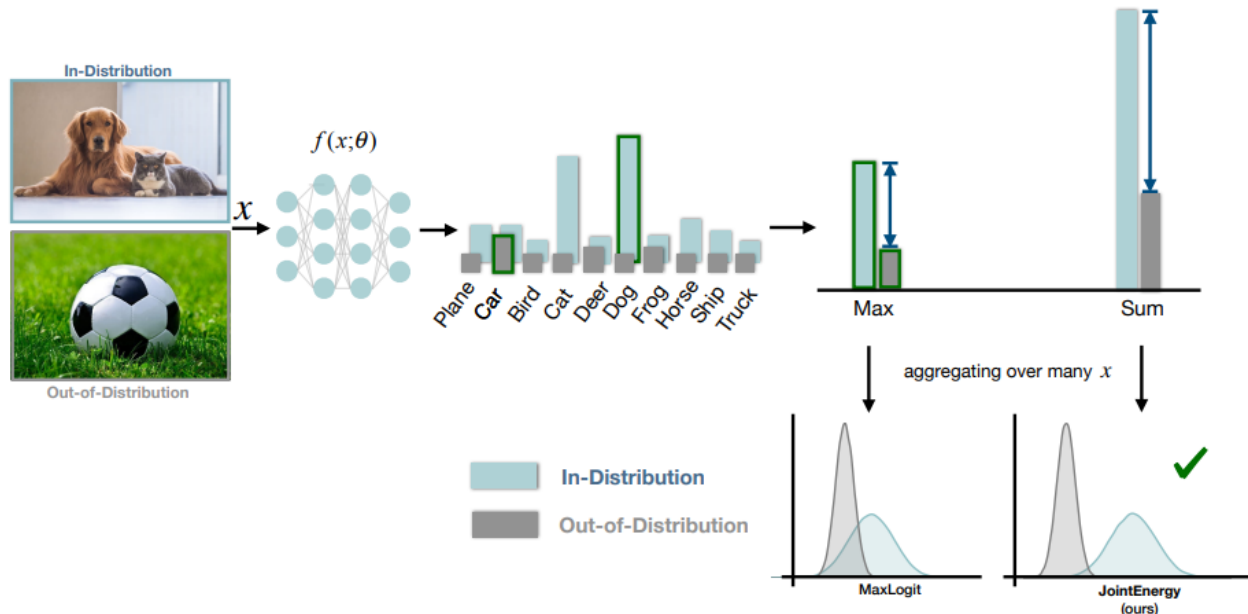 In-Distribution
Out-of-Distribution
x
f(x;θ)
Plane
Car
Bird
Cat
Deer
Dog
Frog
Horse
Ship
Truck
Max
Sum
aggregating over many x
In-Distribution
Out-of-Distribution
MaxLogit
JointEnergy
(ours)